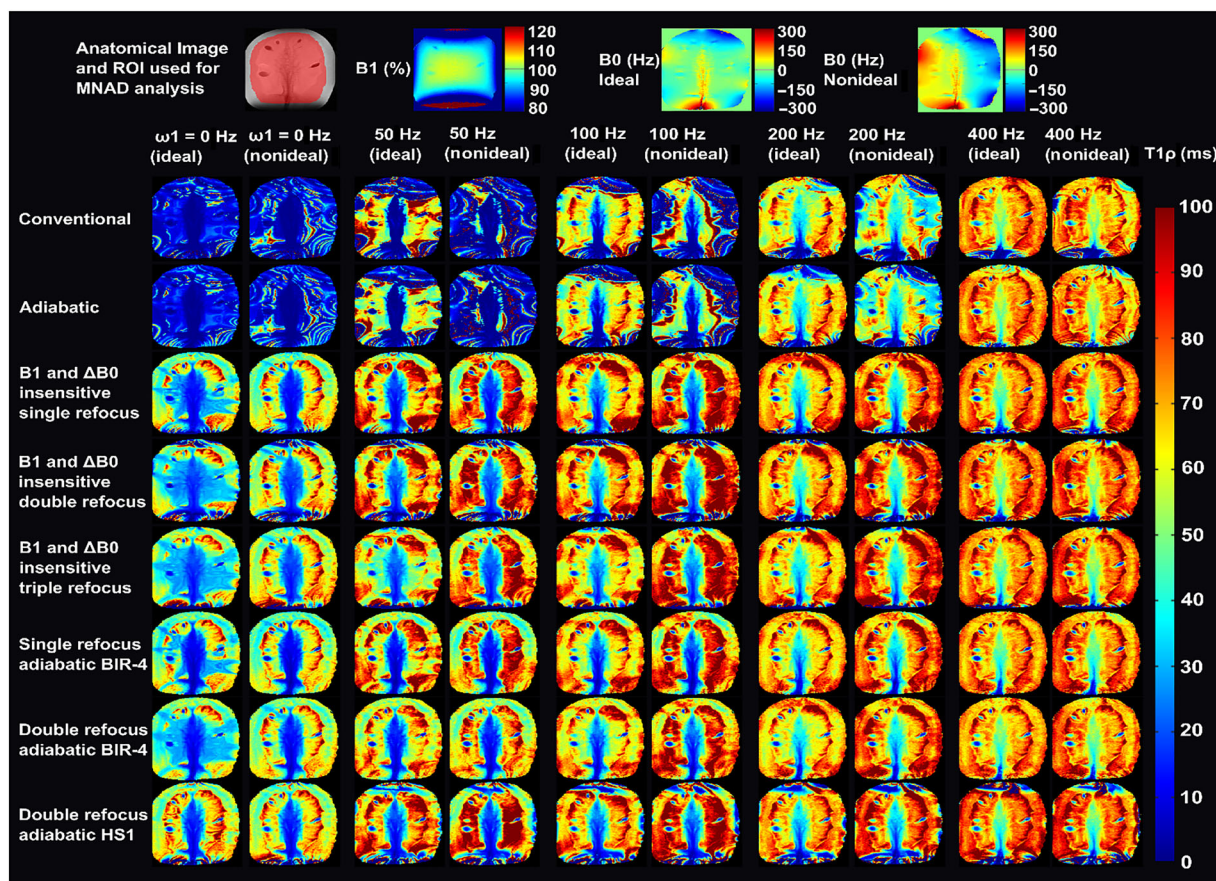 Anatomical Image
and ROI used for
MNAD analysis
B1 (%)
120
110
100
90
80
B0 (Hz)
Ideal
300
150
0
−150
−300
B0 (Hz)
Nonideal
300
150
0
−150
−300
ω1 = 0 Hz
(ideal)
ω1 = 0 Hz
(nonideal)
50 Hz
(ideal)
50 Hz
(nonideal)
100 Hz
(ideal)
100 Hz
(nonideal)
200 Hz
(ideal)
200 Hz
(nonideal)
400 Hz
(ideal)
400 Hz
(nonideal)
T1ρ (ms)
Conventional
Adiabatic
B1 and ΔB0
insensitive
single refocus
B1 and ΔB0
insensitive
double refocus
B1 and ΔB0
insensitive
triple refocus
Single refocus
adiabatic BIR-4
Double refocus
adiabatic BIR-4
Double refocus
adiabatic HS1
100
90
80
70
60
50
40
30
20
10
0